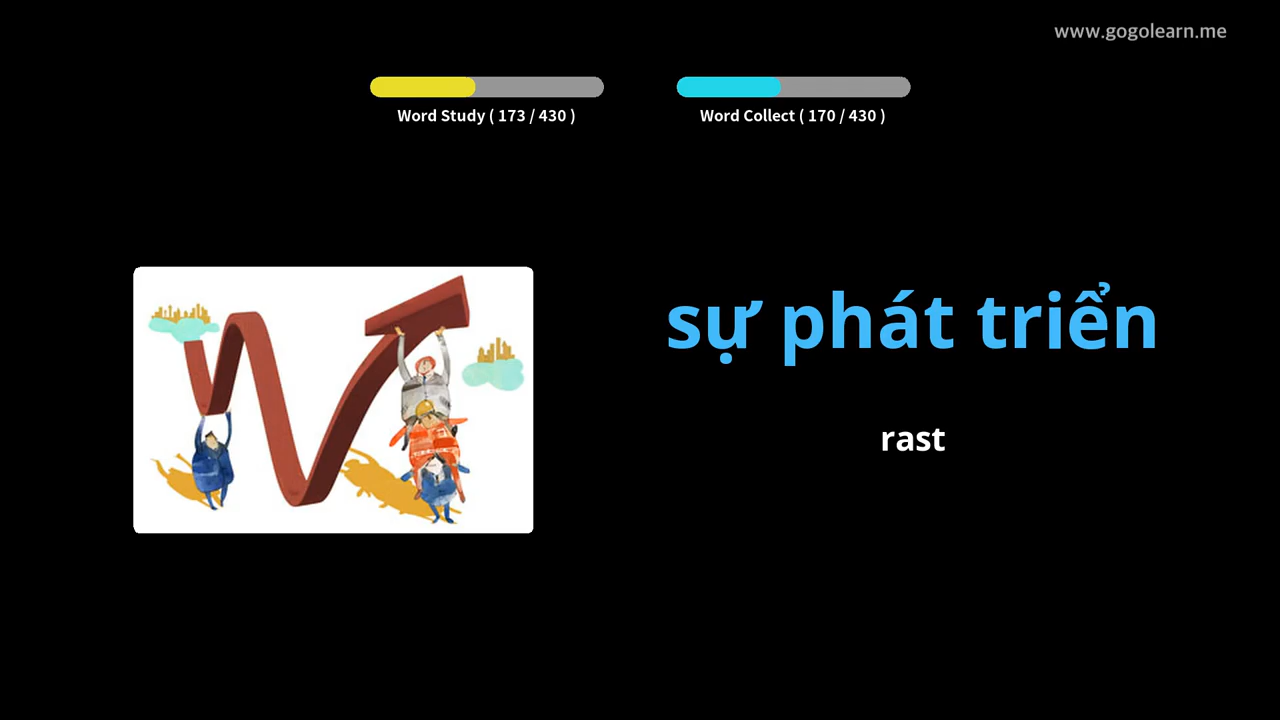 www.gogolearn.me
Word Study ( 173 / 430 )
Word Collect ( 170 / 430 )
sự phát triển
rast